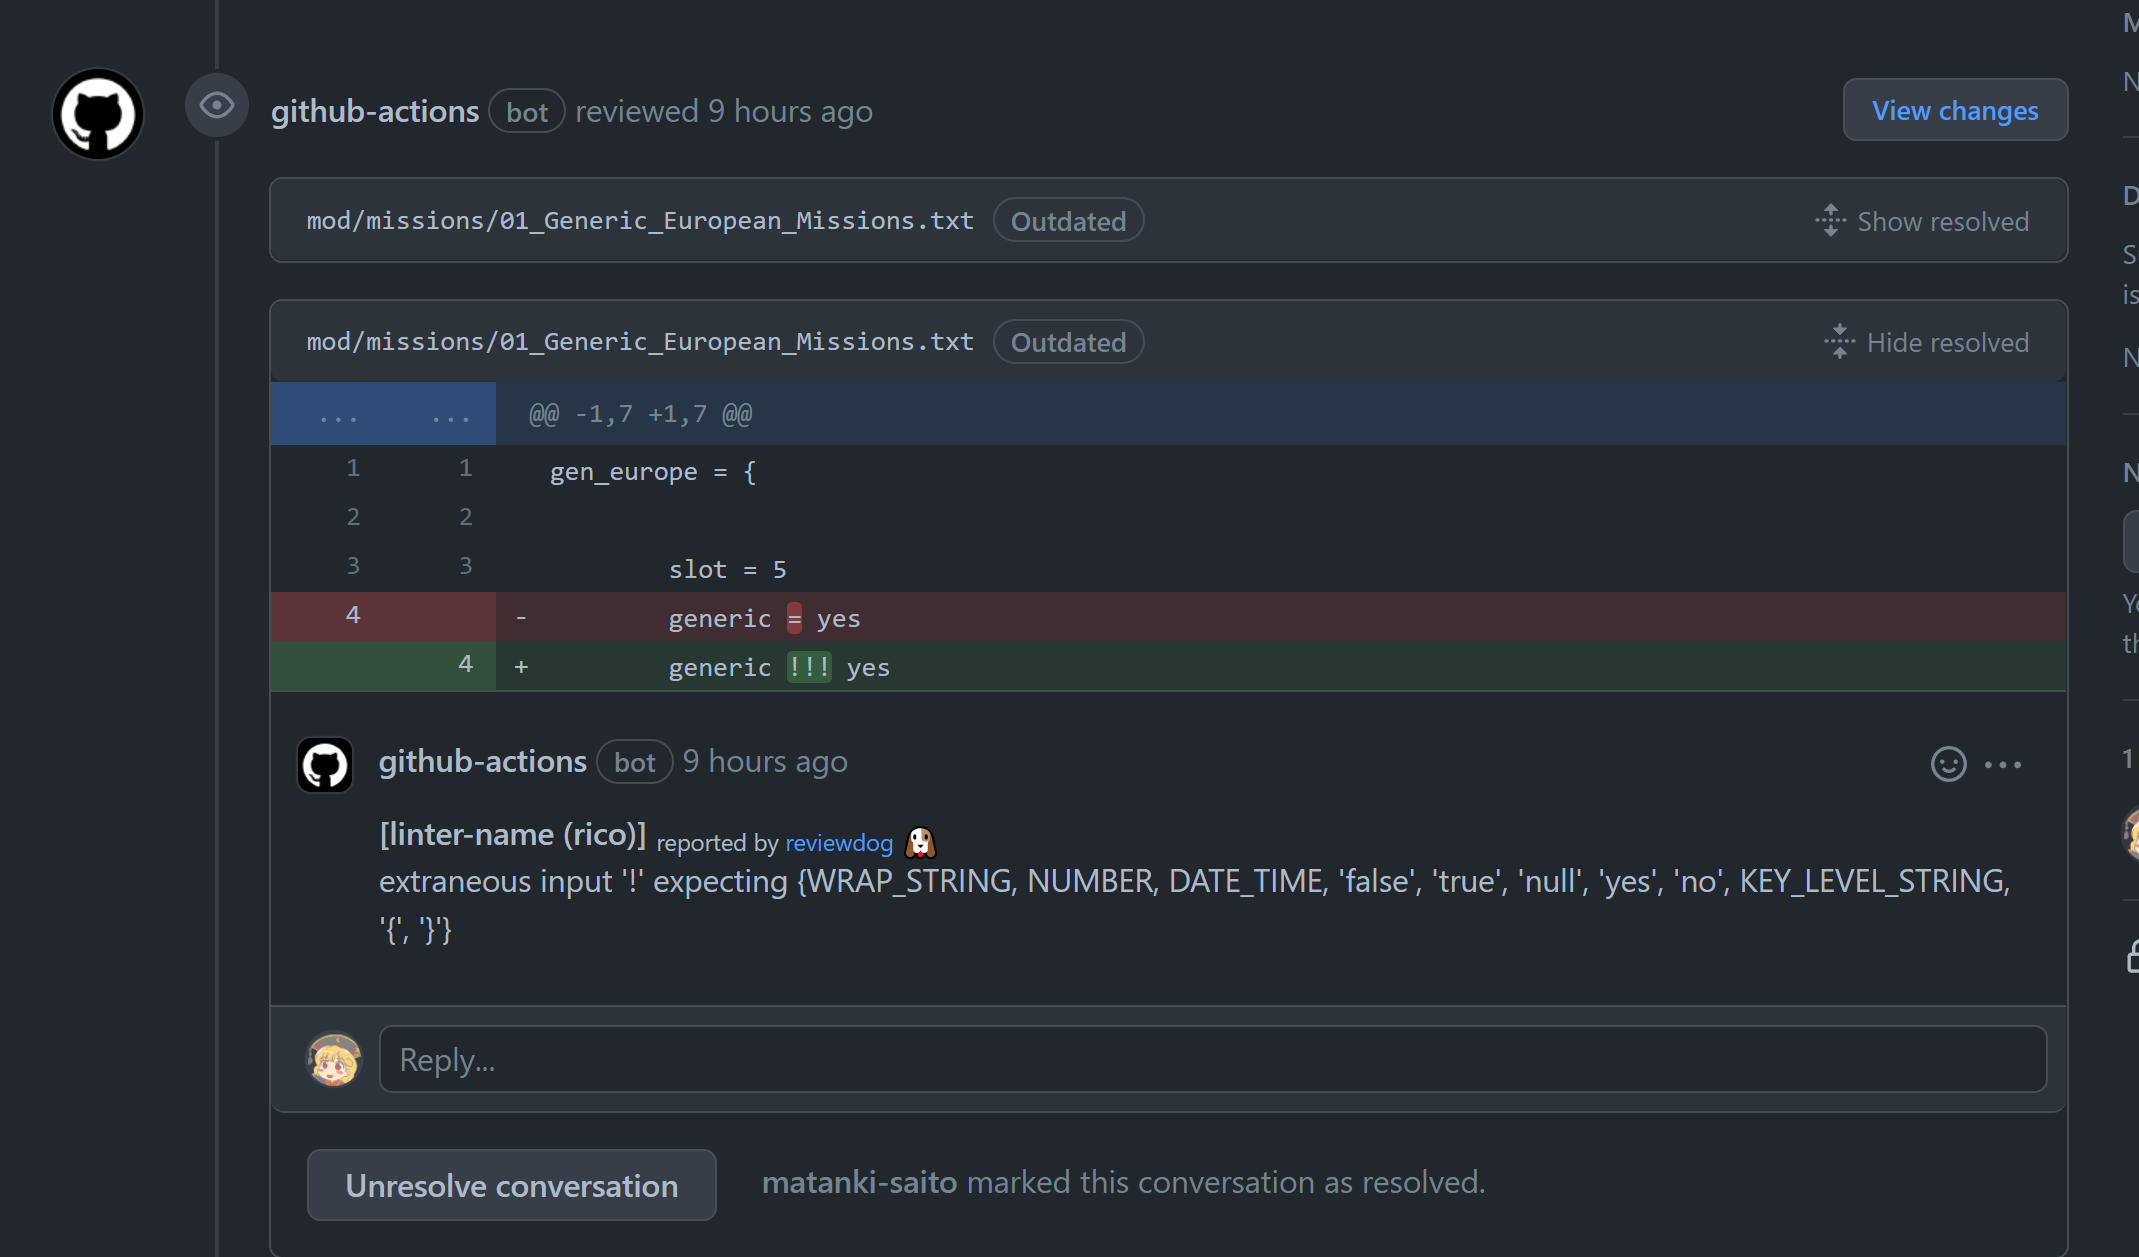 github-actions bot reviewed 9 hours ago
View changes
mod/missions/01_Generic_European_Missions.txt Outdated
Show resolved
mod/missions/01_Generic_European_Missions.txt Outdated
Hide resolved
... ... @@ -1,7 +1,7 @@
1 1 gen_europe = {
2 2
3 3 slot = 5
4 - generic = yes
4 + generic !!! yes
github-actions bot 9 hours ago
[linter-name (rico)] reported by reviewdog
extraneous input '!' expecting {WRAP_STRING, NUMBER, DATE_TIME, 'false', 'true', 'null', 'yes', 'no', KEY_LEVEL_STRING,
'{', '}'}
Reply...
Unresolve conversation
matanki-saito marked this conversation as resolved.